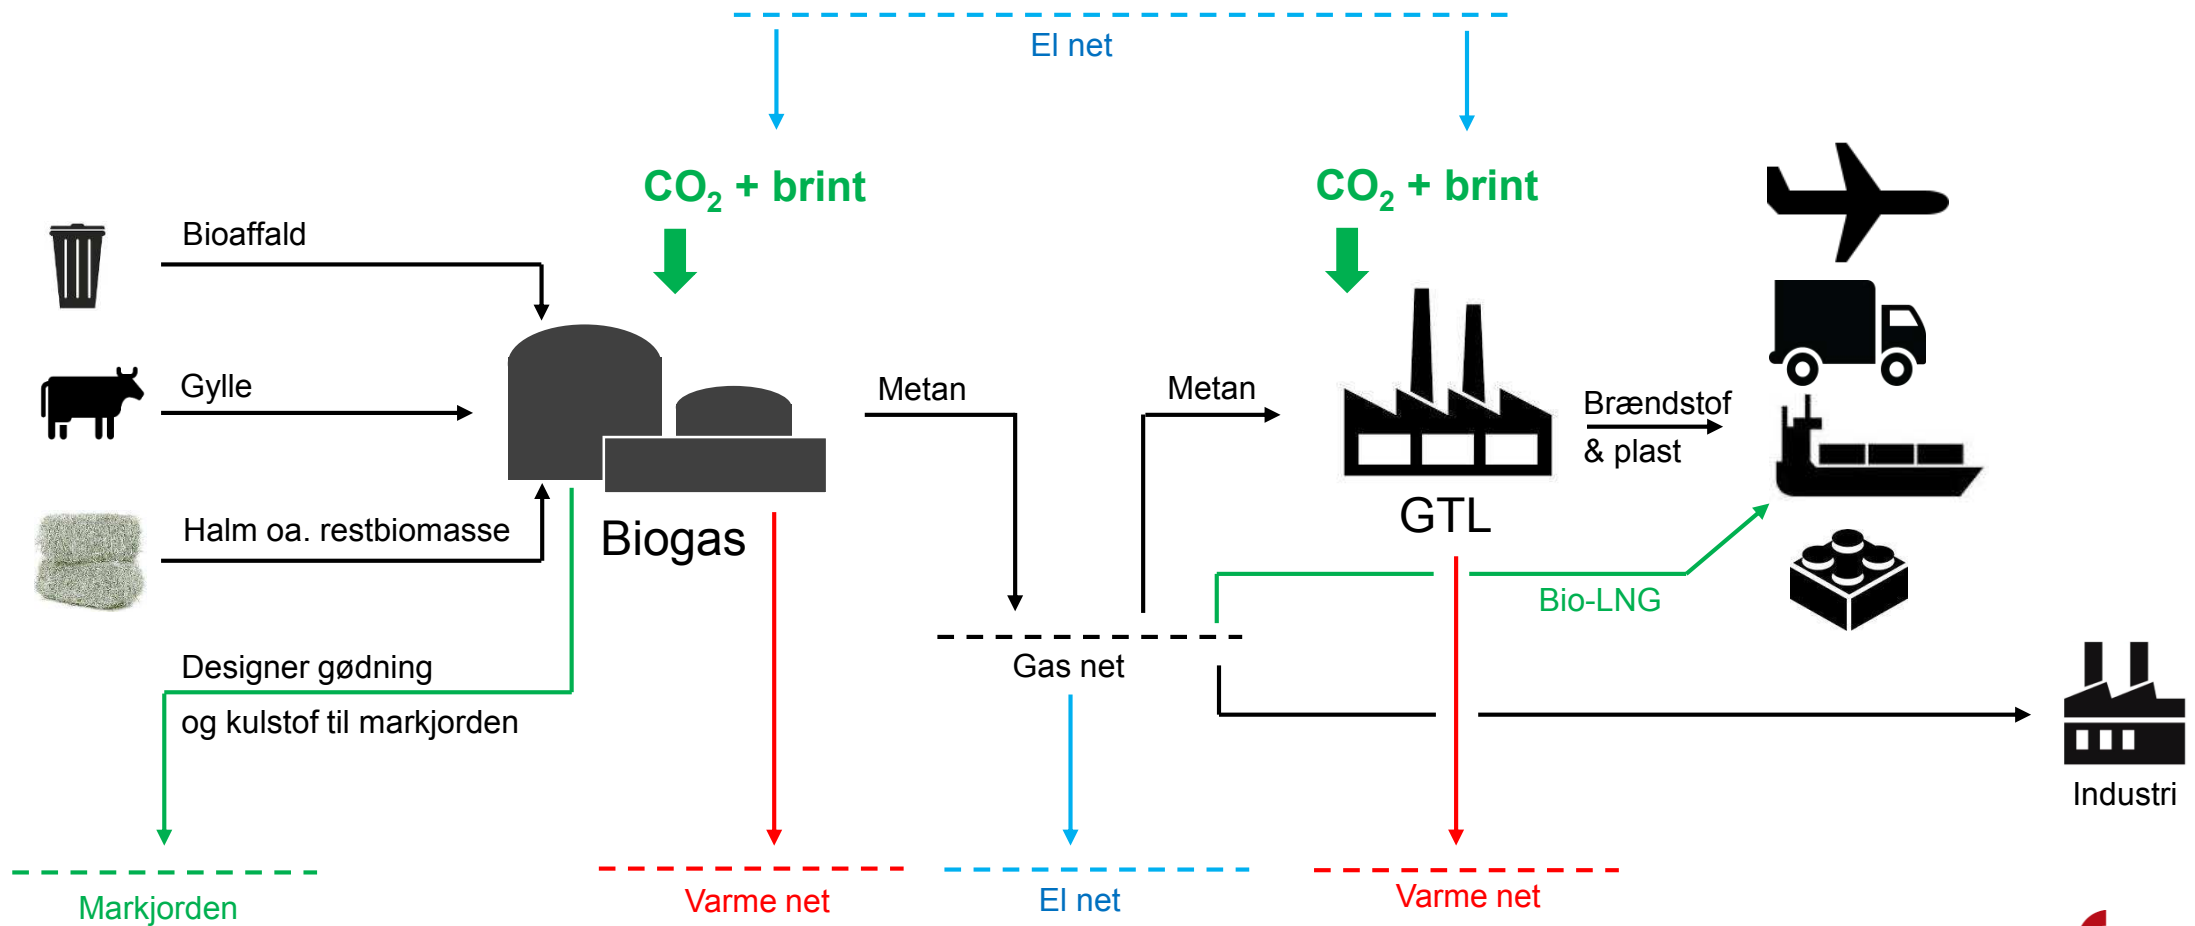 El net
CO₂ + brint
CO₂ + brint
Bioaffald
Gylle
Metan
Metan
Brændstof
& plast
GTL
Halm oa. restbiomasse
Biogas
Bio-LNG
Designer gødning
og kulstof til markjorden
Gas net
Industri
Markjorden
Varme net
El net
Varme net